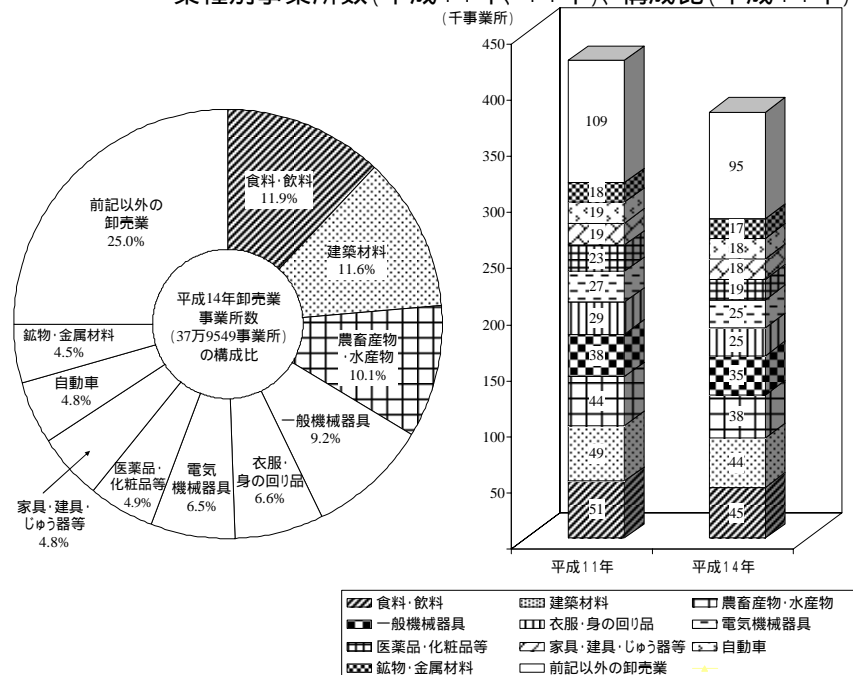 (千事業所)
前記以外の
卸売業
25.0%
食料・飲料
11.9%
建築材料
11.6%
農畜産物
・水産物
10.1%
一般機械器具
9.2%
衣服・
身の回り品
6.6%
電気
機械器具
6.5%
医薬品・
化粧品等
4.9%
家具・建具・
じゅう器等
4.8%
自動車
4.8%
鉱物・金属材料
4.5%
平成14年卸売業
事業所数
(37万9549事業所)
の構成比
450
400
350
300
250
200
150
100
50
109
18
19
19
23
27
29
38
44
49
51
平成11年
95
17
18
18
19
25
25
35
38
44
45
平成14年
食料・飲料 建築材料 農畜産物・水産物
一般機械器具 衣服・身の回り品 電気機械器具
医薬品・化粧品等 家具・建具・じゅう器等 自動車
鉱物・金属材料 前記以外の卸売業